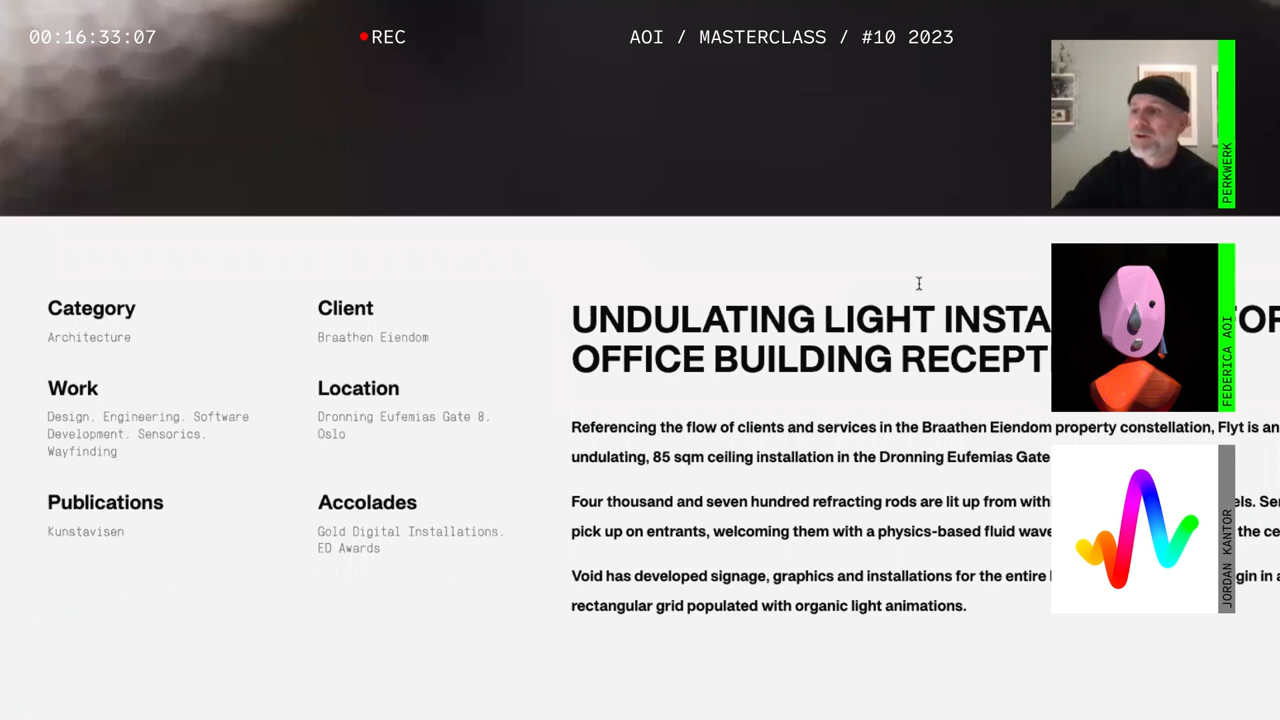 00:16:33:07
REC
AOI / MASTERCLASS / #10 2023
PERKWERK
FEDERICA AOI
JORDAN KANTOR
Category
Architecture
Client
Braathen Eiendom
Work
Design. Engineering. Software
Development. Sensorics.
Wayfinding
Location
Dronning Eufemias Gate 8.
Oslo
Publications
Kunstavisen
Accolades
Gold Digital Installations.
ED Awards
UNDULATING LIGHT
OFFICE BUILDING
Referencing the flow of clients and services in the Braathen Eiendom property constellation, Flyt is an
undulating, 85 sqm ceiling installation in the Dronning Eufemias Gate
Four thousand and seven hundred refracting rods are lit up from
pick up on entrants, welcoming them with a physics-based fluid wave
Void has developed signage, graphics and installations for the entire
rectangular grid populated with organic light animations.